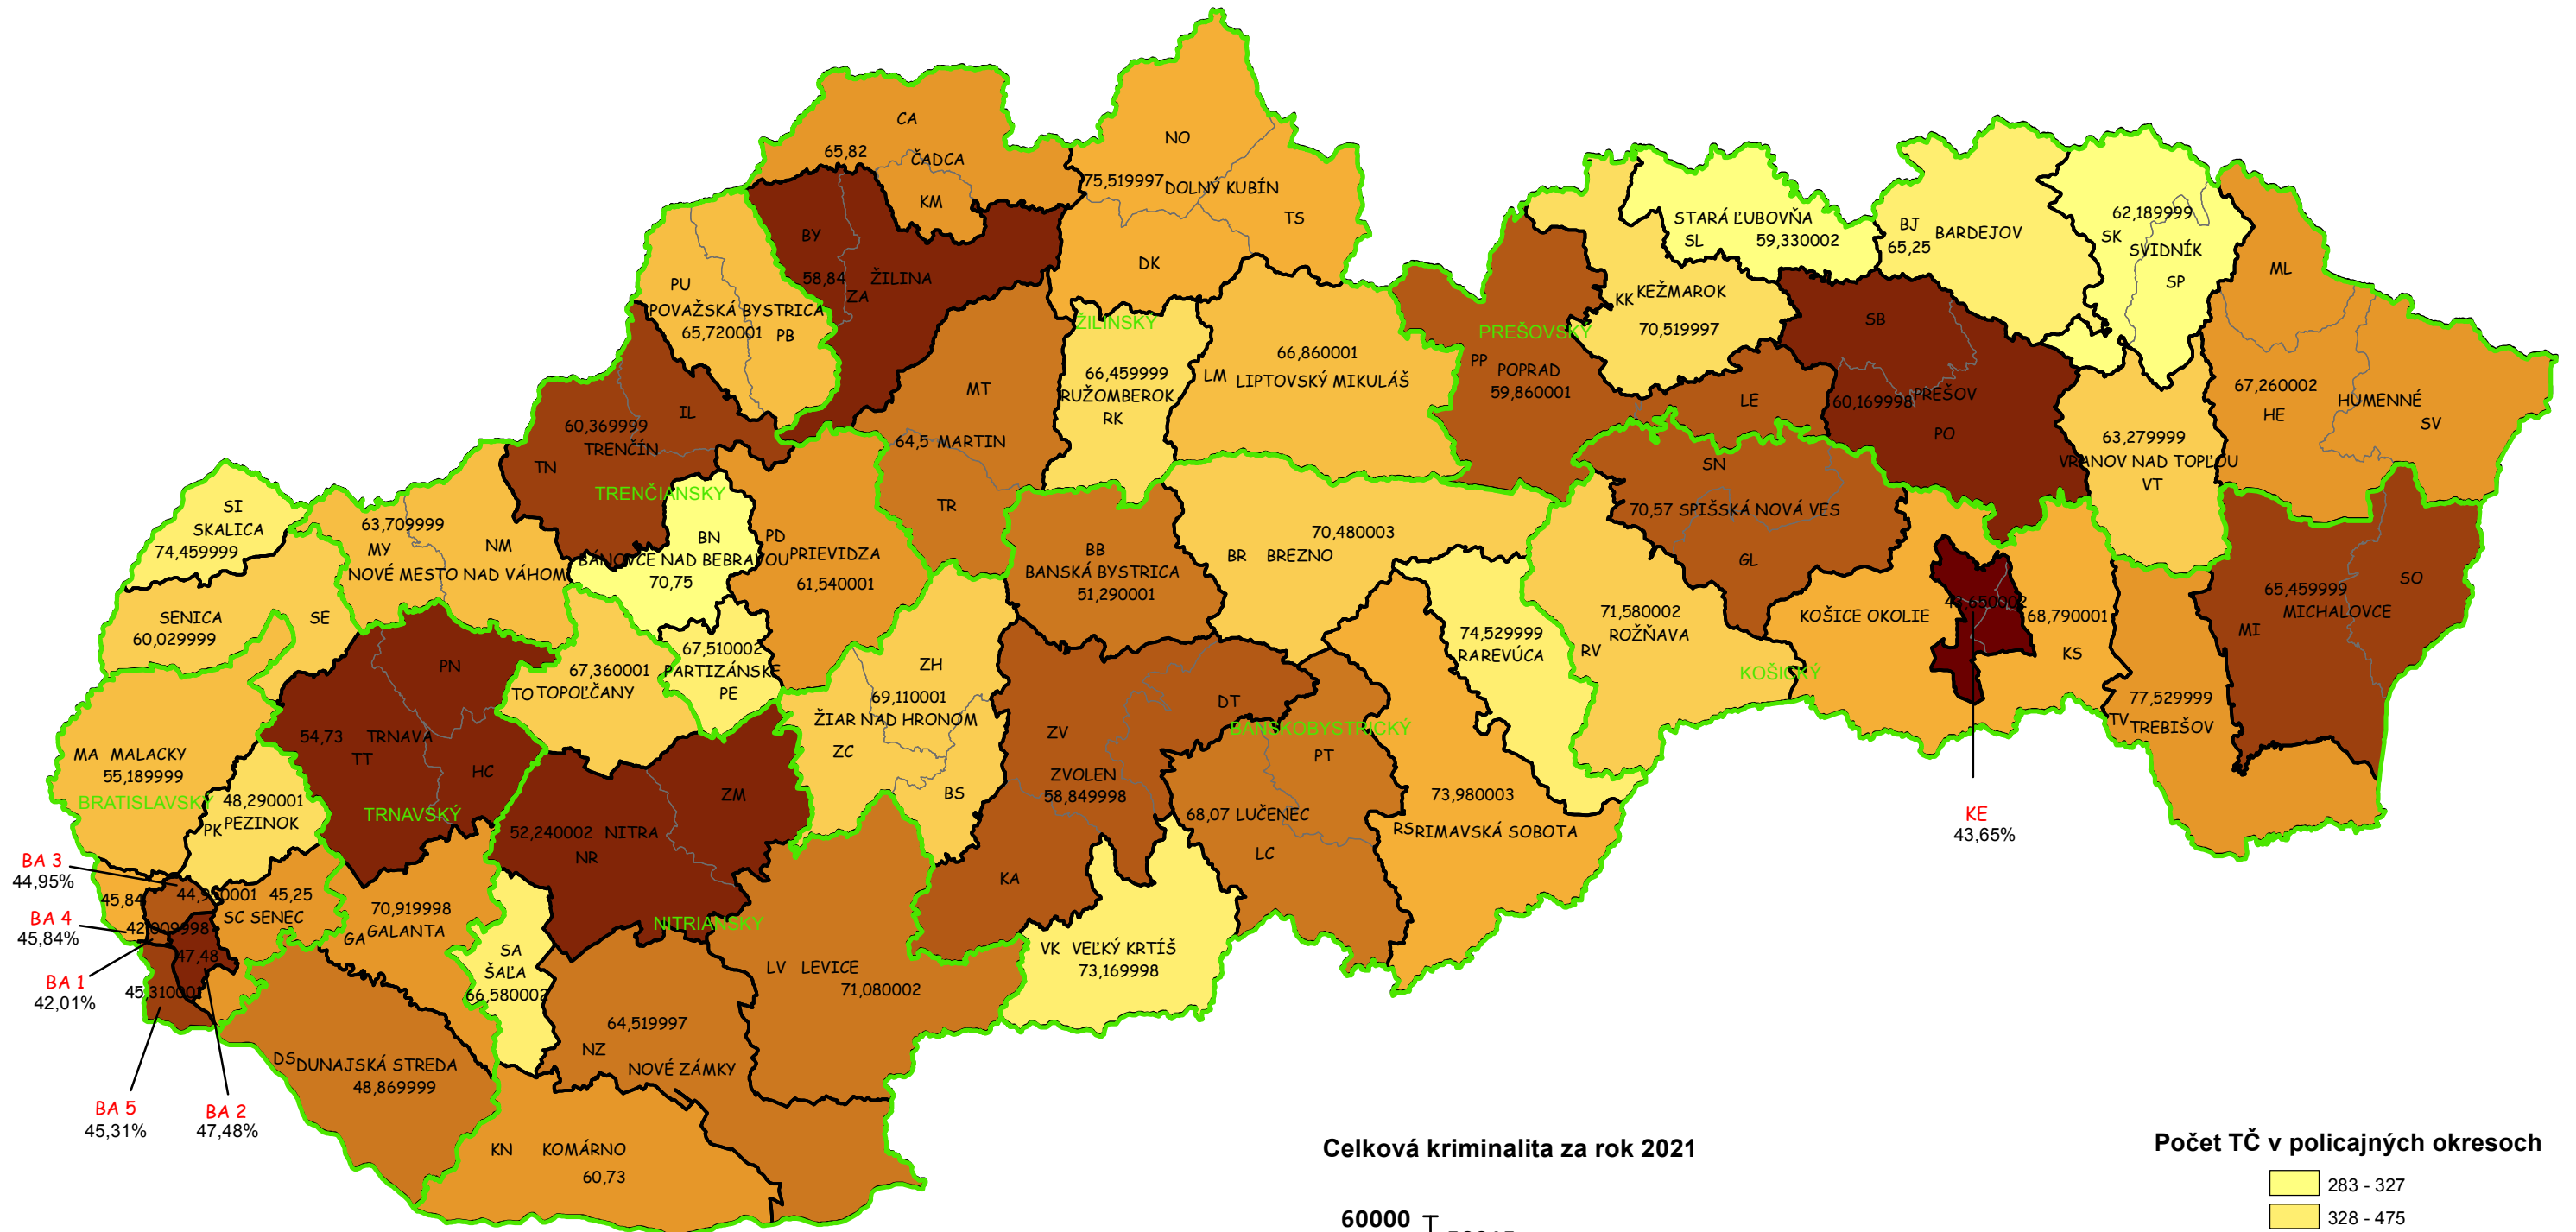 CA
65,82
ČADCA
KM
NO
75,519997
DOLNÝ KUBÍN
TS
DK
BY
58,84
ŽILINA
ZA
PU
POVAŽSKÁ BYSTRICA
65,720001
PB
ŽILINSKÝ
66,459999
RUŽOMBEROK
RK
66,860001
LM
LIPTOVSKÝ MIKULÁŠ
MT
64,5 MARTIN
TR
IL
60,369999
TRENČÍN
TN
TRENČIANSKY
STARÁ ĽUBOVŇA
SL
59,330002
BJ
65,25
BARDEJOV
62,189999
SK
SVIDNÍK
SP
ML
67,260002
HE
HUMENNÉ
SV
KK
KEŽMAROK
70,519997
PREŠOVSKÝ
PP
POPRAD
59,860001
LE
SB
60,169998
PREŠOV
PO
63,279999
VRANOV NAD TOPĽOU
VT
SI
SKALICA
74,459999
63,709999
MY
NM
NOVÉ MESTO NAD VÁHOM
SENICA
60,029999
SE
BN
BÁNOVCE NAD BEBRAVOU
70,75
PD
PRIEVIDZA
61,540001
67,510002
PARTIZÁNSKE
PE
67,360001
TO TOPOĽČANY
BB
BANSKÁ BYSTRICA
51,290001
70,480003
BR BREZNO
SN
70,57 SPIŠSKÁ NOVÁ VES
GL
71,580002
ROŽŇAVA
RV
74,529999
RAREVÚCA
KOŠICE OKOLIE
43,650002
68,790001
KS
KOŠICKÝ
65,459999
MICHALOVCE
MI
SO
77,529999
TV
TREBIŠOV
KE
43,65%
PN
54,73 TRNAVA
TT
HC
TRNAVSKÝ
MA MALACKY
55,189999
BRATISLAVSKÝ
48,290001
PK
PEZINOK
ZH
69,110001
ŽIAR NAD HRONOM
ZC
BS
ZV
ZVOLEN
58,849998
DT
KA
BANSKOBYSTRICKÝ
PT
68,07 LUČENEC
LC
73,980003
RS
RIMAVSKÁ SOBOTA
VK VEĽKÝ KRTÍŠ
73,169998
ZM
52,240002 NITRA
NR
NITRIANSKY
LV LEVICE
71,080002
SA
ŠAĽA
66,580002
64,519997
NZ
NOVÉ ZÁMKY
70,919998
GA
GALANTA
BA 3
44,95%
44,950001
45,25
SC SENEC
45,84
BA 4
45,84%
42,009998
BA 1
42,01%
47,48
45,310001
BA 5
45,31%
BA 2
47,48%
DS
DUNAJSKÁ STREDA
48,869999
KN KOMÁRNO
60,73
Celková kriminalita za rok 2021
60000
Počet TČ v policajných okresoch
283 - 327
328 - 475